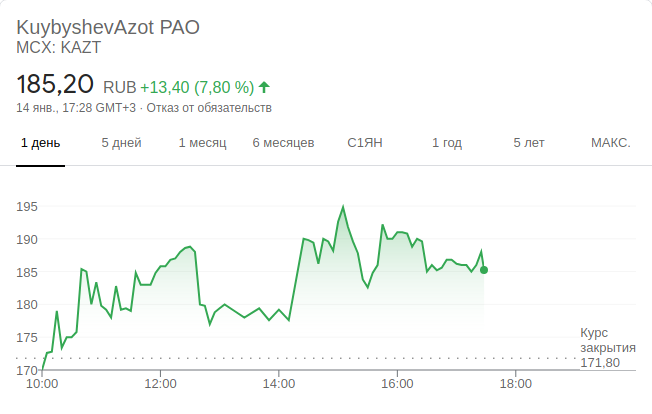 KuybyshevAzot PAO
MCX: KAZT
185,20 RUB +13,40 (7,80 %)
14 янв., 17:28 GMT+3 · Отказ от обязательств
1 день 5 дней 1 месяц 6 месяцев С1ЯН 1 год 5 лет МАКС.
195
190
185
180
175
170
Курс
закрытия
171,80
10:00 12:00 14:00 16:00 18:00